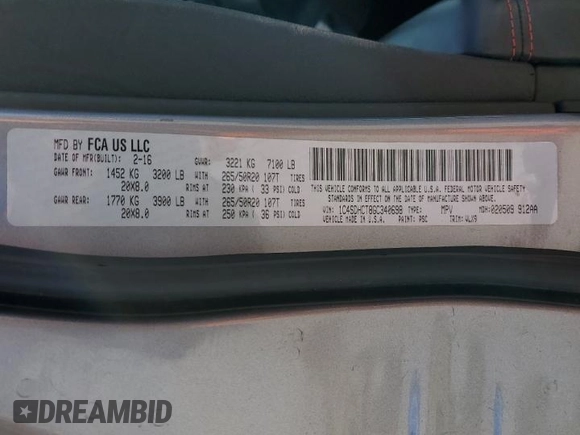 MFD BY FCA US LLC
DATE OF MFR(BUILT): 2-16 GVWR: 3221 KG 7100 LB
GAWR FRONT: 1452 KG 3200 LB WITH 265/50R20 107T TIRES
20X8.0 RIMS AT 230 KPA ( 33 PSI) COLD
GAWR REAR: 1770 KG 3900 LB WITH 265/50R20 107T TIRES
20X8.0 RIMS AT 250 KPA ( 36 PSI) COLD
THIS VEHICLE CONFORMS TO ALL APPLICABLE U.S.A. FEDERAL MOTOR VEHICLE SAFETY
STANDARDS IN EFFECT ON THE DATE OF MANUFACTURE SHOWN ABOVE.
VIN: 1C4SDHCT8GC340698 TYPE: MPV MDH: 020509 912AA
VEHICLE MADE IN U.S.A. PAINT: PSC TRIM: WLX9
DREAMBID